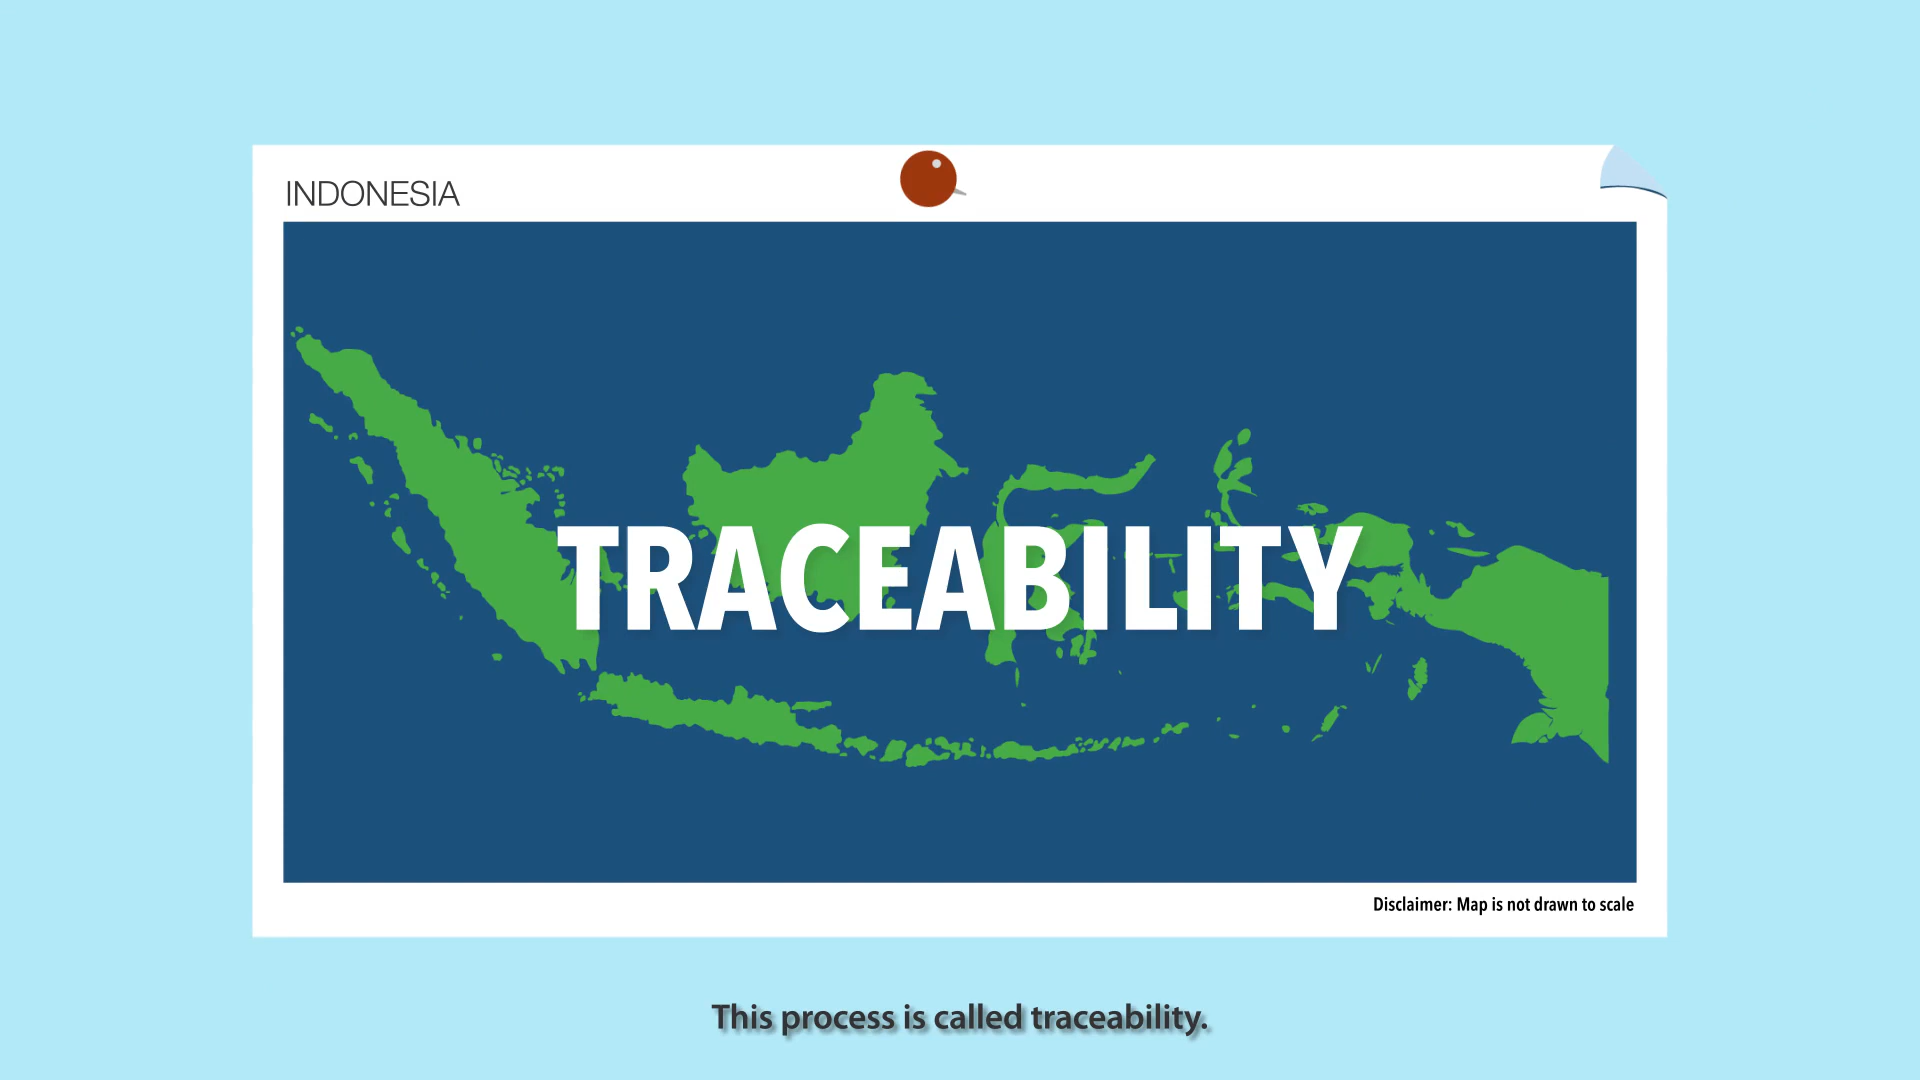 INDONESIA
TRACEABILITY
Disclaimer: Map is not drawn to scale
This process is called traceability.